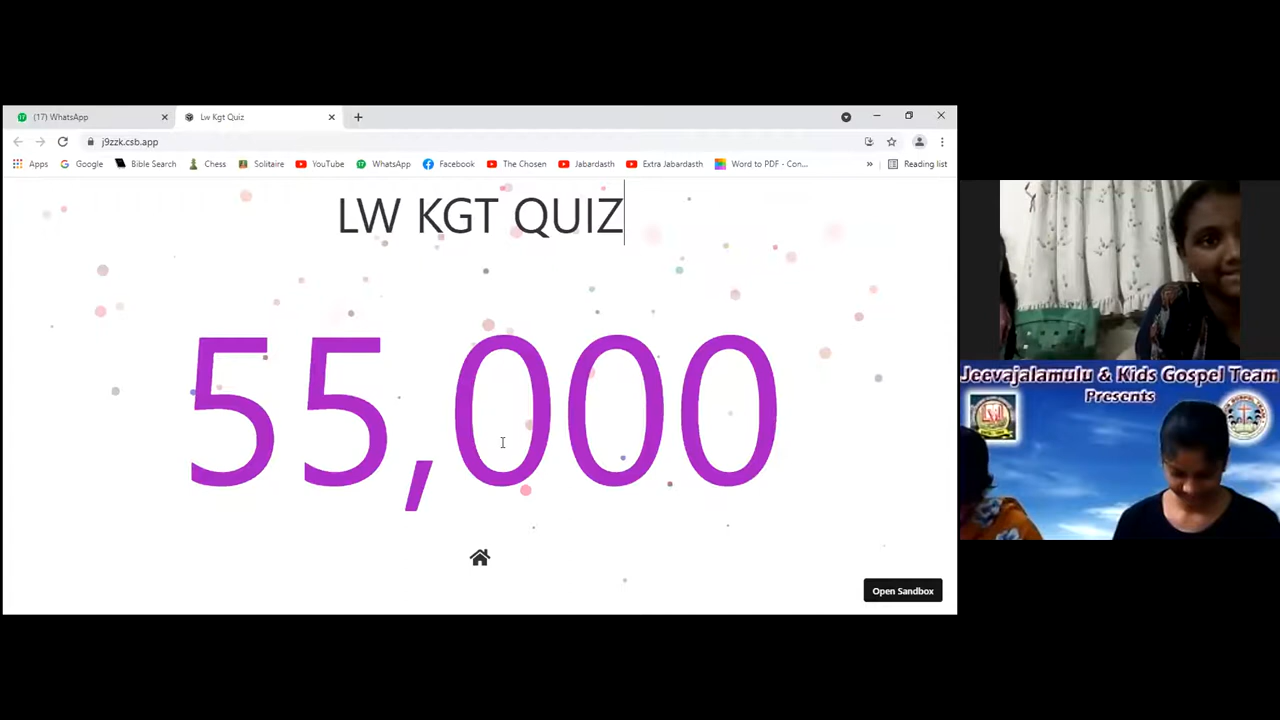 (17) WhatsApp
Lw Kgt Quiz
j9zzk.csb.app
Apps
Google
Bible Search
Chess
Solitaire
YouTube
WhatsApp
Facebook
The Chosen
Jabardasth
Extra Jabardasth
Word to PDF - Con...
»
Reading list
LW KGT QUIZ
55,000
Open Sandbox
Jeevajalamulu & Kids Gospel Team
Presents